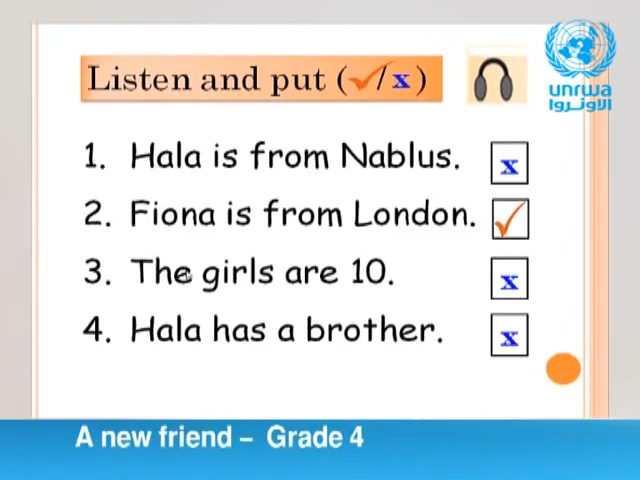 Listen and put (✓/x)
unrwa
الأونروا
1. Hala is from Nablus. x
2. Fiona is from London. ✓
3. The girls are 10. x
4. Hala has a brother. x
A new friend – Grade 4